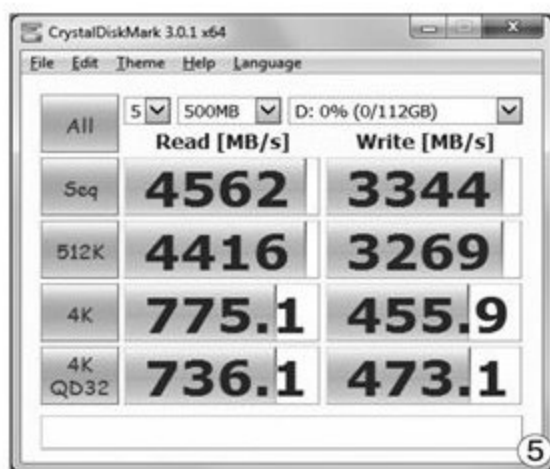 CrystalDiskMark 3.0.1 x64
File Edit Theme Help Language
All 5 500MB D: 0% (0/112GB)
Read [MB/s] Write [MB/s]
Seq 4562 3344
512K 4416 3269
4K 775.1 455.9
4K QD32 736.1 473.1
5